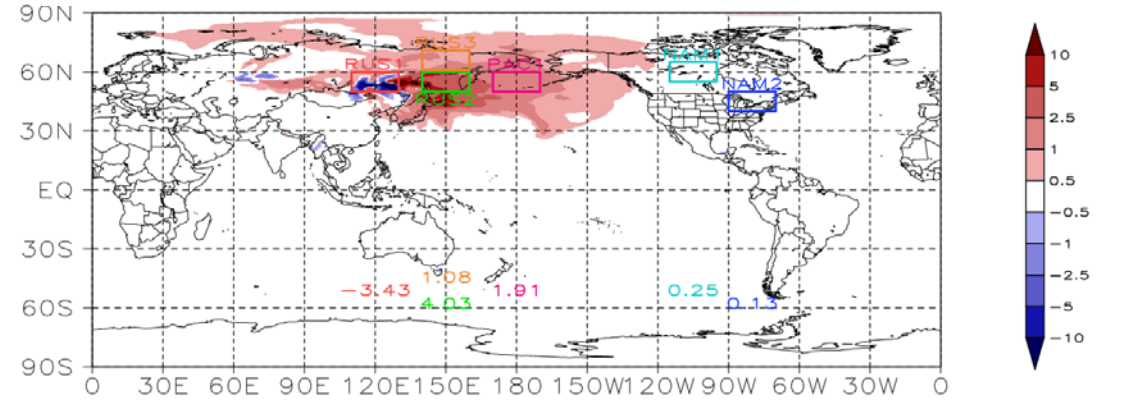 90N
10
RUS3
RUS1 PAC1 NAM1
60N
5
NAM2
RUS2
2.5
30N
1
EQ
0.5
-0.5
30S
-1
1.08
-2.5
-3.43 1.91 0.25
4.03 0.13
60S
-5
-10
90S
0 30E 60E 90E 120E 150E 180 150W 120W 90W 60W 30W 0